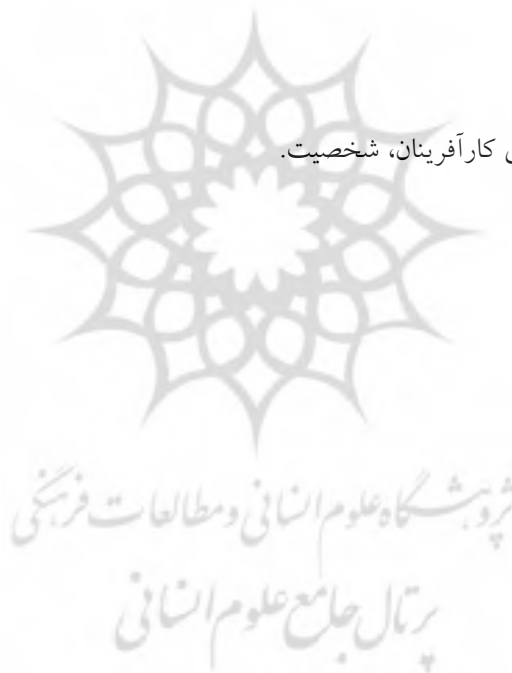 کارآفرینان، شخصیت.
پژوهشگاه علوم انسانی و مطالعات فرهنگی
پرتال جامع علوم انسانی